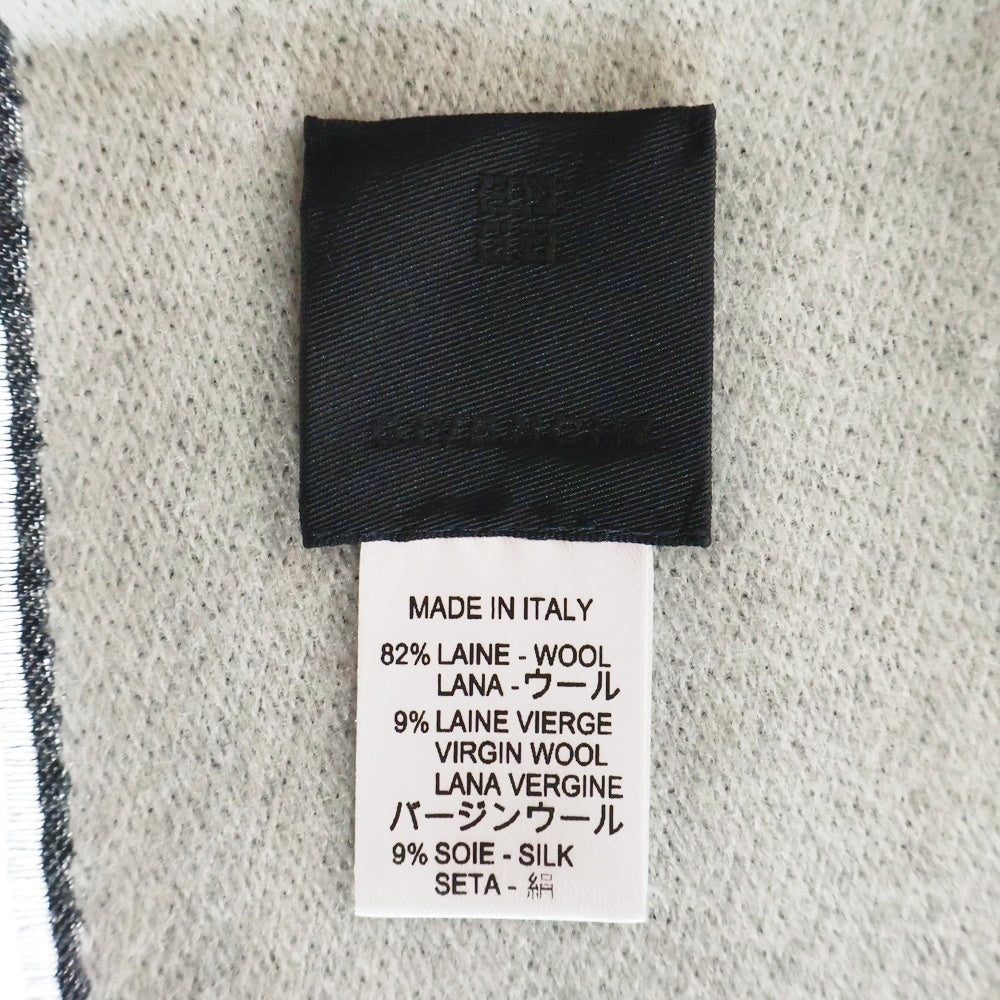 MADE IN ITALY
82% LAINE - WOOL
LANA - ウール
9% LAINE VIERGE
VIRGIN WOOL
LANA VERGINE
バージンウール
9% SOIE - SILK
SETA - 絹